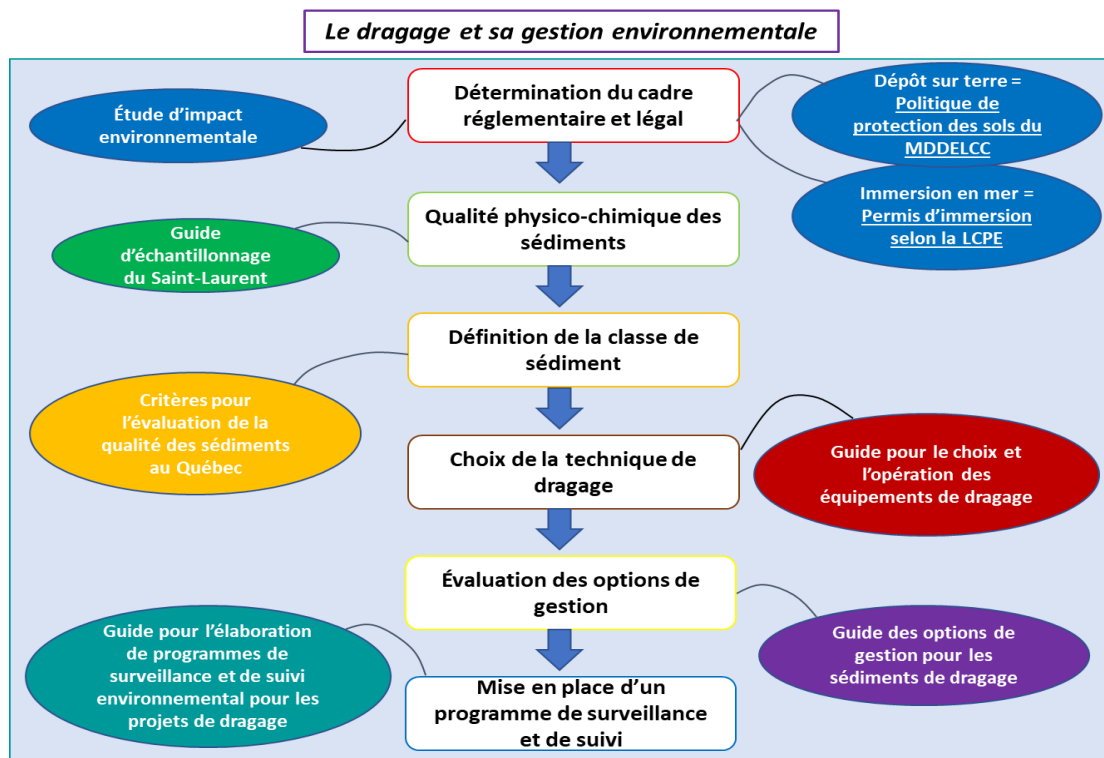 Le dragage et sa gestion environnementale
Détermination du cadre
réglementaire et légal
Étude d'impact
environnementale
Dépôt sur terre =
Politique de
protection des sols du
MDDELCC
Immersion en mer =
Permis d'immersion
selon la LCPE
Qualité physico-chimique des
sédiments
Guide
d'échantillonnage
du Saint-Laurent
Définition de la classe de
sédiment
Critères pour
l'évaluation de la
qualité des sédiments
au Québec
Choix de la technique de
dragage
Guide pour le choix et
l'opération des
équipements de dragage
Évaluation des options de
gestion
Guide des options de
gestion pour les
sédiments de dragage
Guide pour l'élaboration
de programmes de
surveillance et de suivi
environnemental pour les
projets de dragage
Mise en place d'un
programme de surveillance
et de suivi